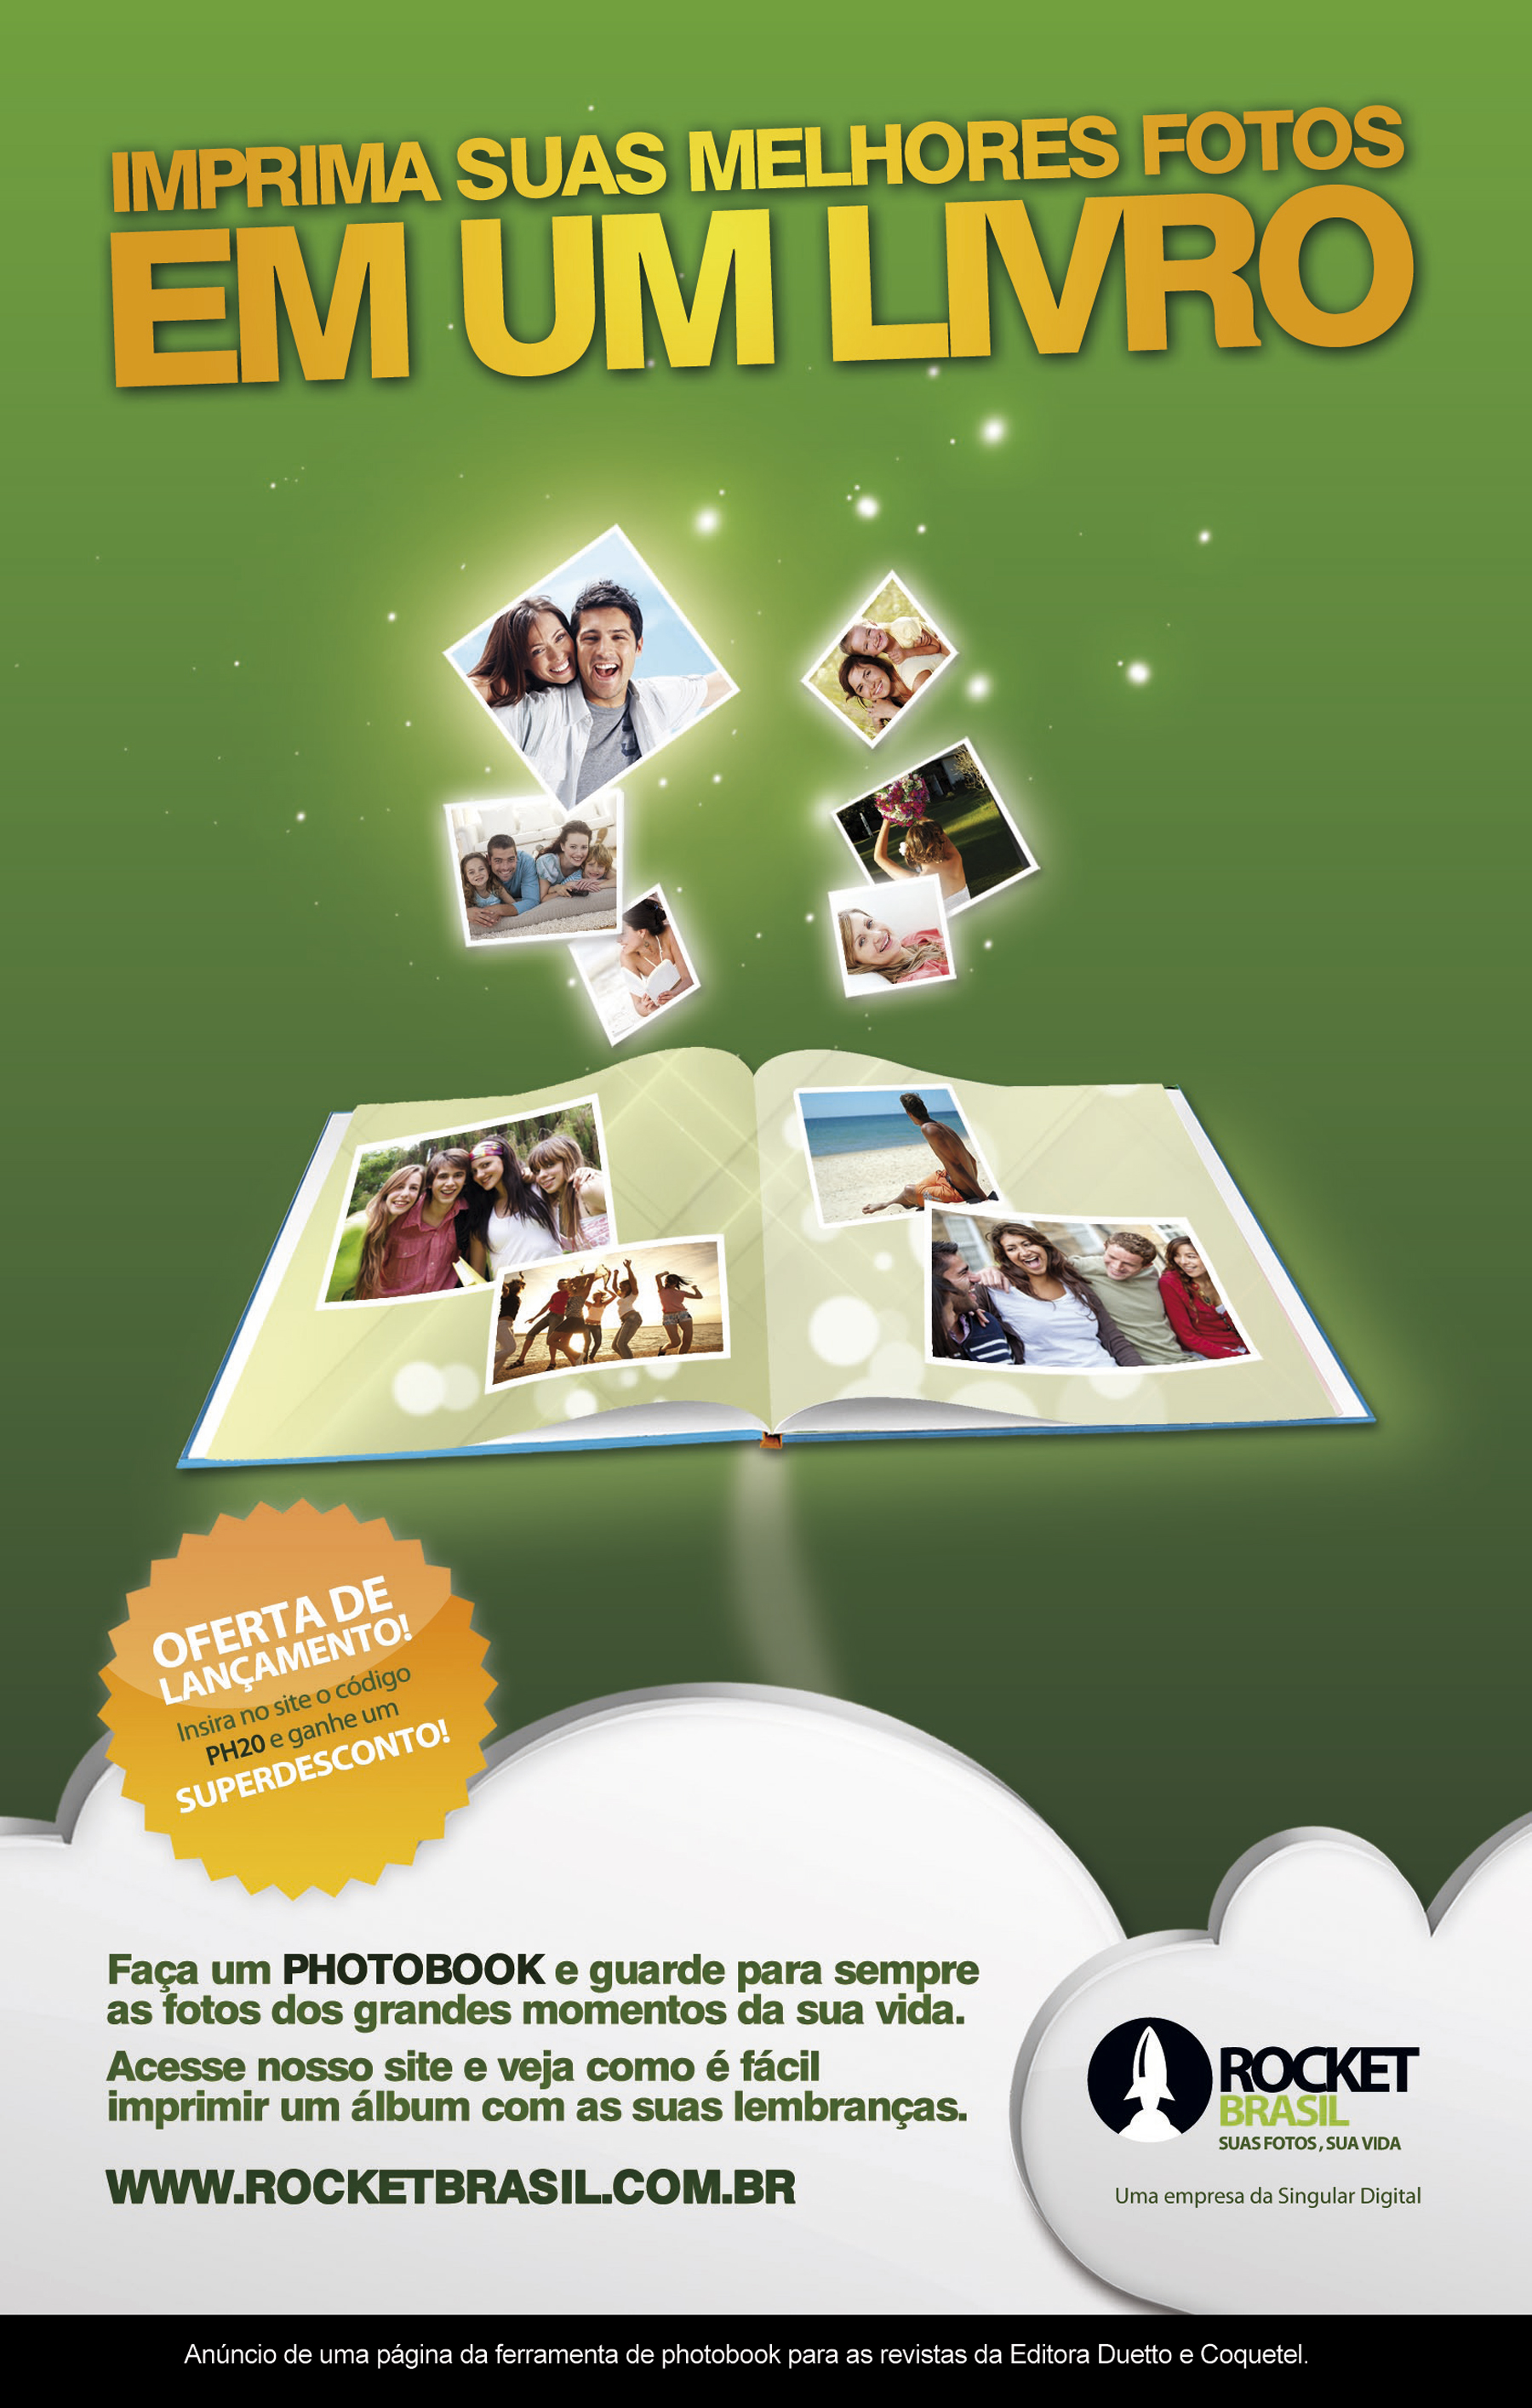 IMPRIMA SUAS MELHORES FOTOS
EM UM LIVRO
OFERTA DE
LANÇAMENTO!
Insira no site o código
PH20 e ganhe um
SUPERDESCONTO!
Faça um PHOTOBOOK e guarde para sempre
as fotos dos grandes momentos da sua vida.
Acesse nosso site e veja como é fácil
imprimir um álbum com as suas lembranças.
WWW.ROCKETBRASIL.COM.BR
ROCKET
BRASIL
SUAS FOTOS, SUA VIDA
Uma empresa da Singular Digital
Anúncio de uma página da ferramenta de photobook para as revistas da Editora Duetto e Coquetel.